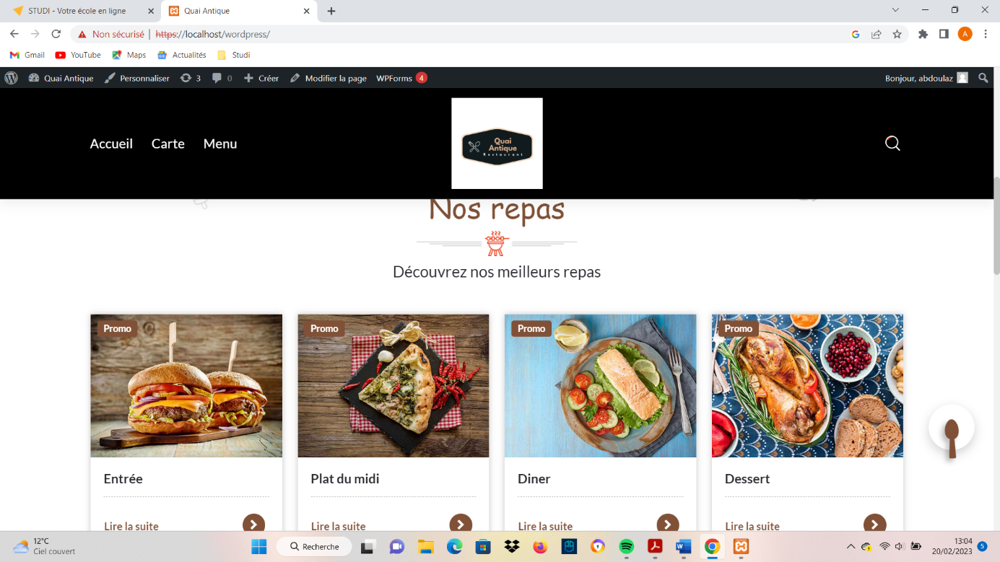 STUDI - Votre école en ligne
Quai Antique
Non sécurisé | https://localhost/wordpress/
Gmail YouTube Maps Actualités Studi
Quai Antique Personnaliser 3 0 Créer Modifier la page WPForms 4 Bonjour, abdoulaz
Accueil Carte Menu
Quai
Antique
Restaurant
Nos repas
Découvrez nos meilleurs repas
Promo Promo Promo Promo
Entrée Plat du midi Diner Dessert
Lire la suite Lire la suite Lire la suite Lire la suite
12°C
Ciel couvert
Recherche
13:04
20/02/2023
5